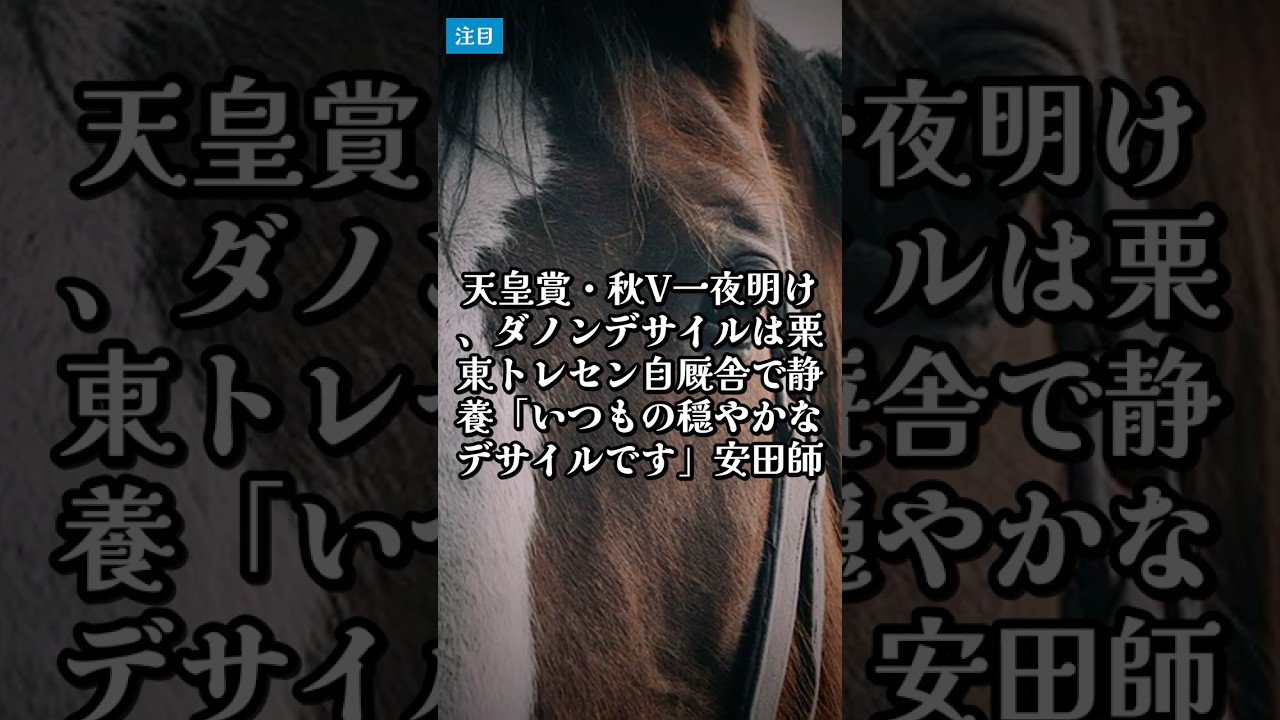 注目
天皇賞・秋V一夜明け
、ダノンデサイルは栗
東トレセン自厩舎で静
養「いつもの穏やかな
デサイルです」安田師